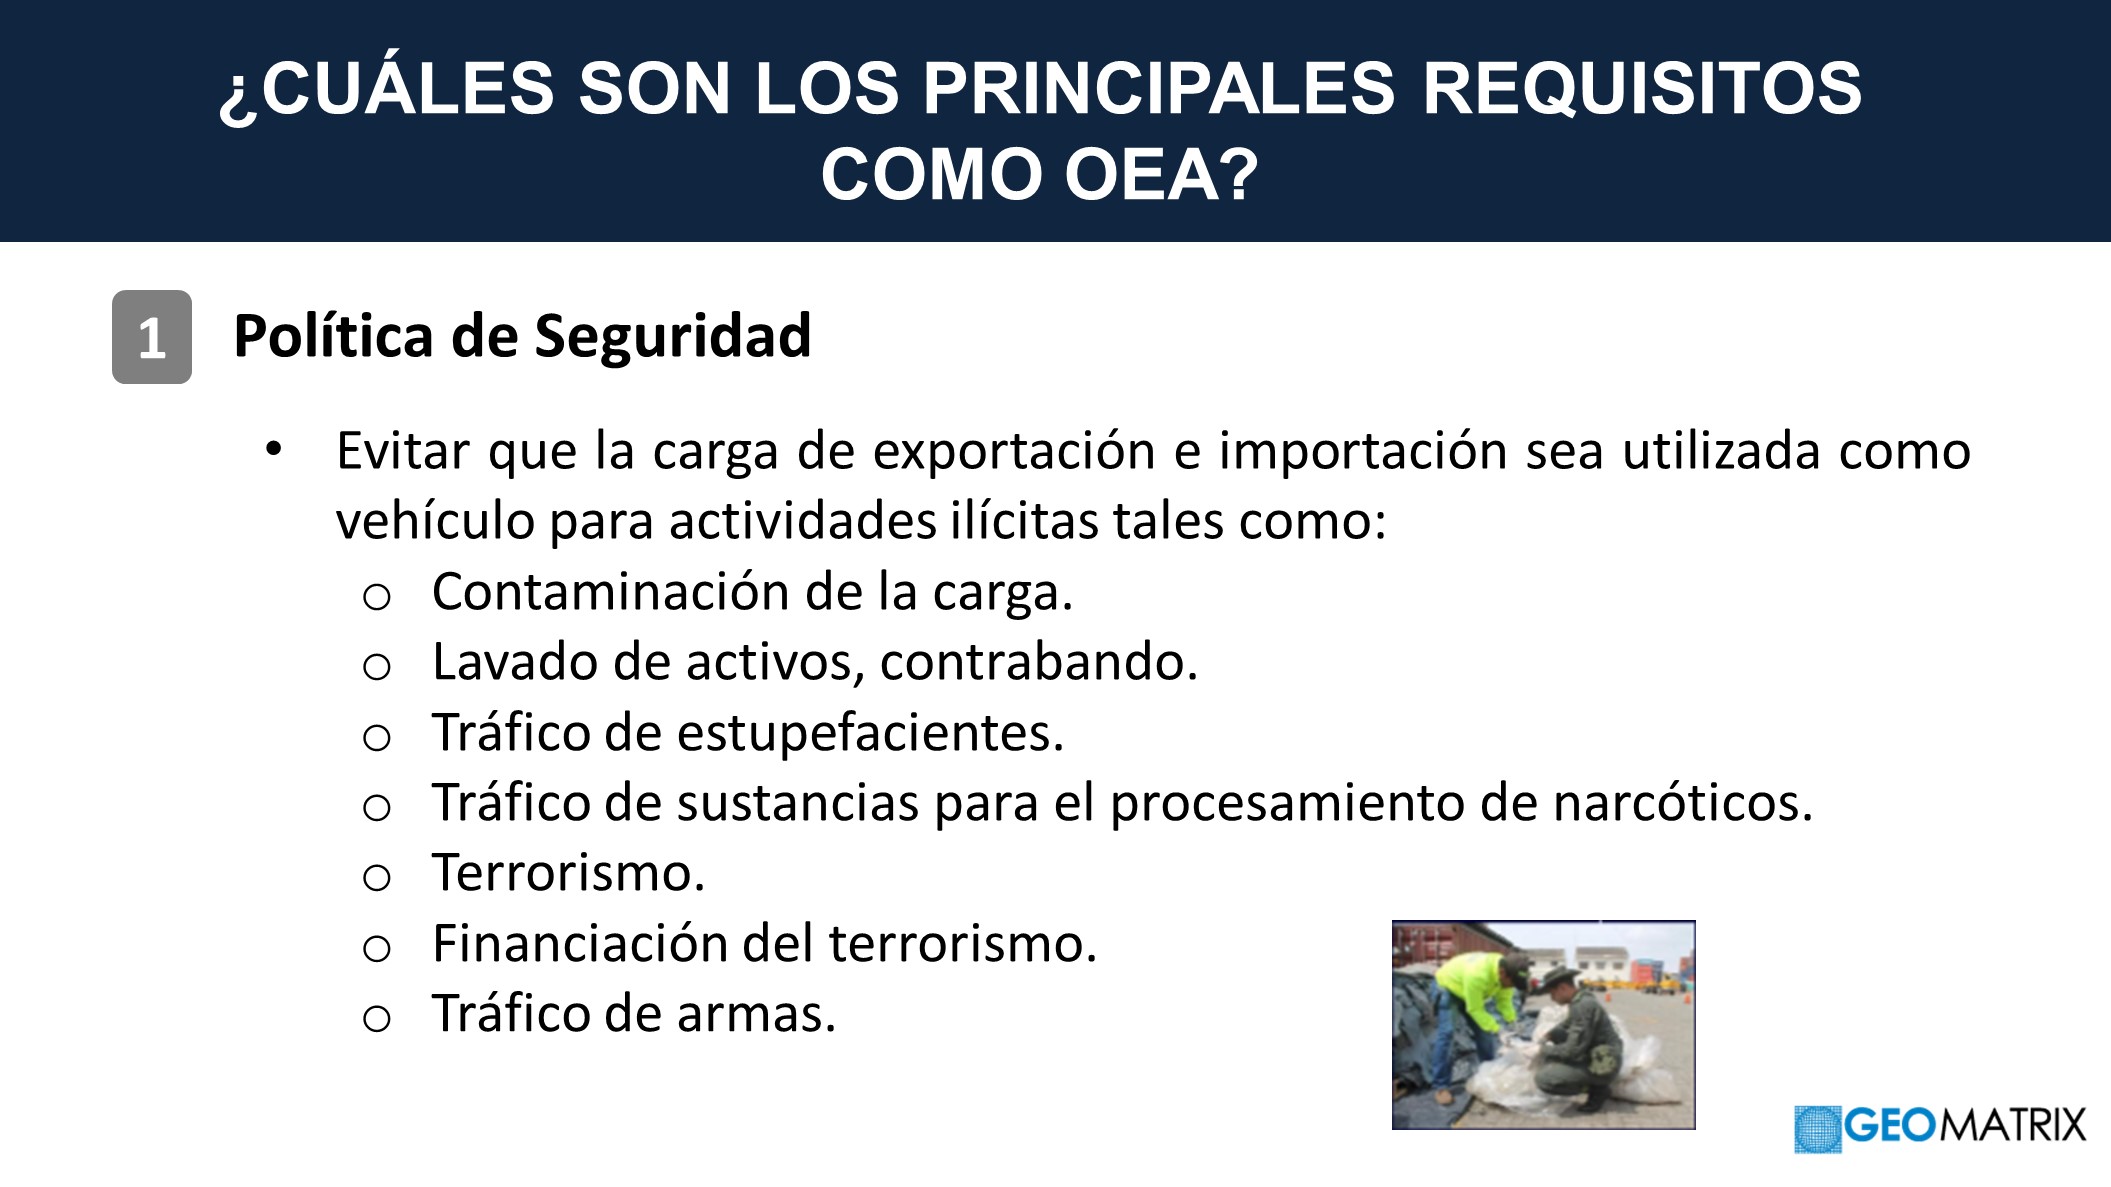 ¿CUÁLES SON LOS PRINCIPALES REQUISITOS
COMO OEA?
1 Política de Seguridad
• Evitar que la carga de exportación e importación sea utilizada como
vehículo para actividades ilícitas tales como:
o Contaminación de la carga.
o Lavado de activos, contrabando.
o Tráfico de estupefacientes.
o Tráfico de sustancias para el procesamiento de narcóticos.
o Terrorismo.
o Financiación del terrorismo.
o Tráfico de armas.
GEOMATRIX